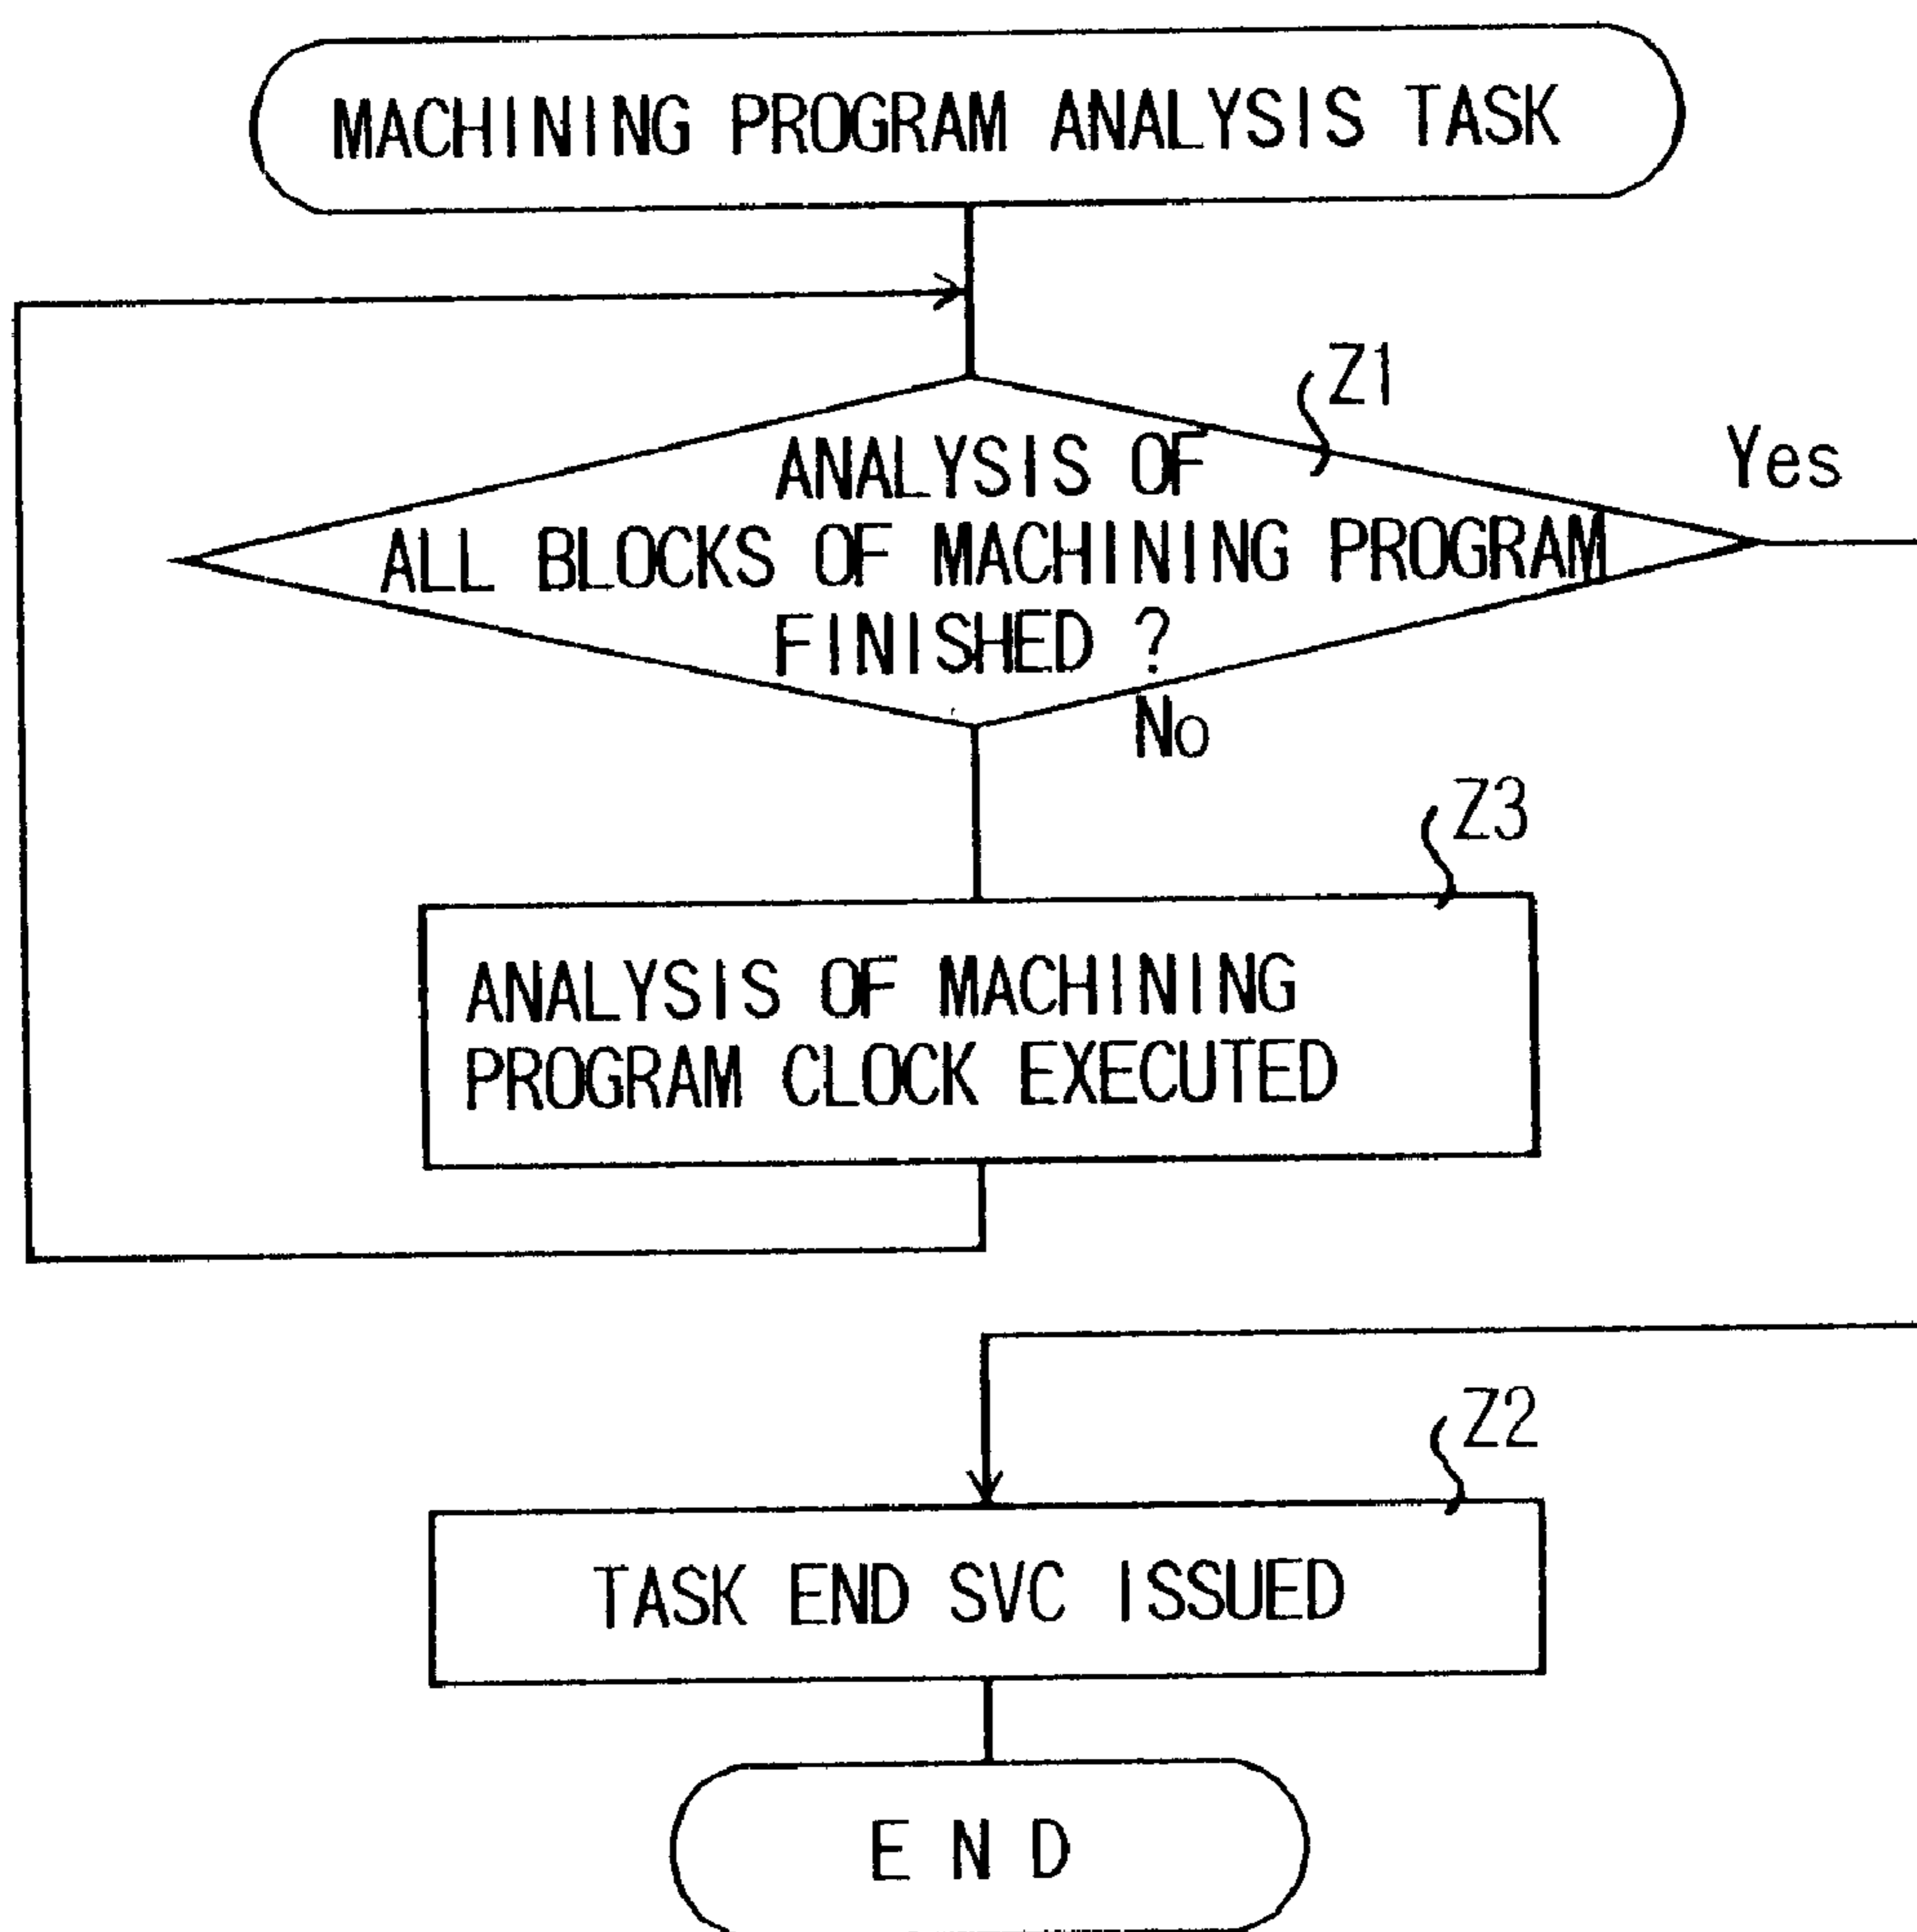 MACHINING PROGRAM ANALYSIS TASK
Z1
Yes
ANALYSIS OF
ALL BLOCKS OF MACHINING PROGRAM
FINISHED ?
No
Z3
ANALYSIS OF MACHINING
PROGRAM CLOCK EXECUTED
Z2
TASK END SVC ISSUED
END